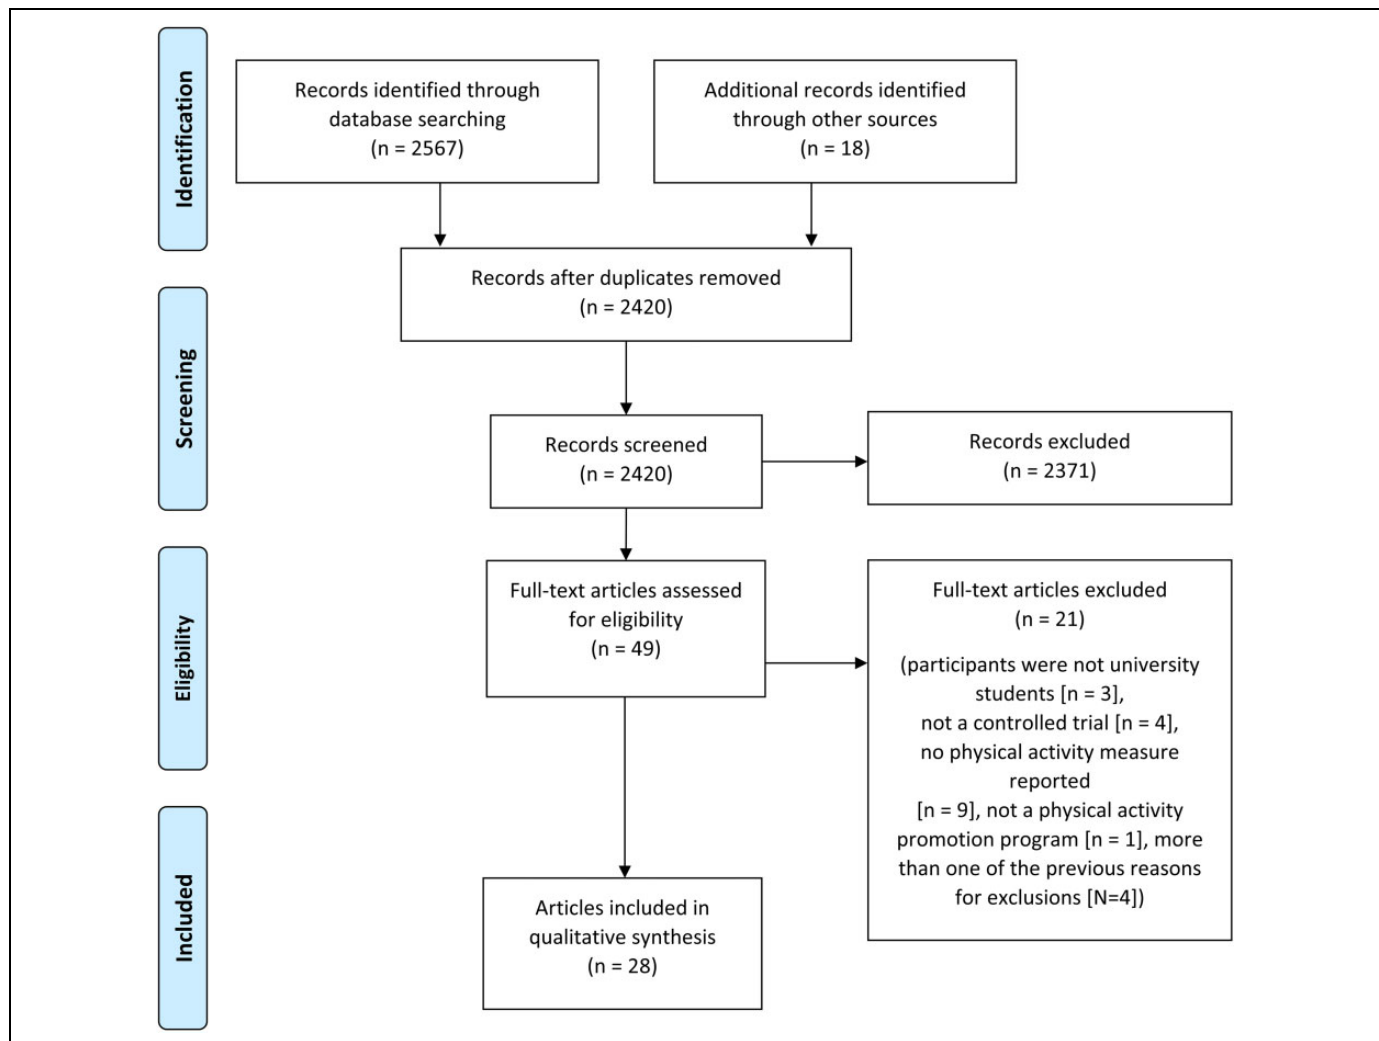 Identification
Records identified through
database searching
(n = 2567)
Additional records identified
through other sources
(n = 18)
Records after duplicates removed
(n = 2420)
Screening
Records screened
(n = 2420)
Records excluded
(n = 2371)
Eligibility
Full-text articles assessed
for eligibility
(n = 49)
Full-text articles excluded
(n = 21)
(participants were not university
students [n = 3],
not a controlled trial [n = 4],
no physical activity measure
reported
[n = 9], not a physical activity
promotion program [n = 1], more
than one of the previous reasons
for exclusions [N=4])
Included
Articles included in
qualitative synthesis
(n = 28)